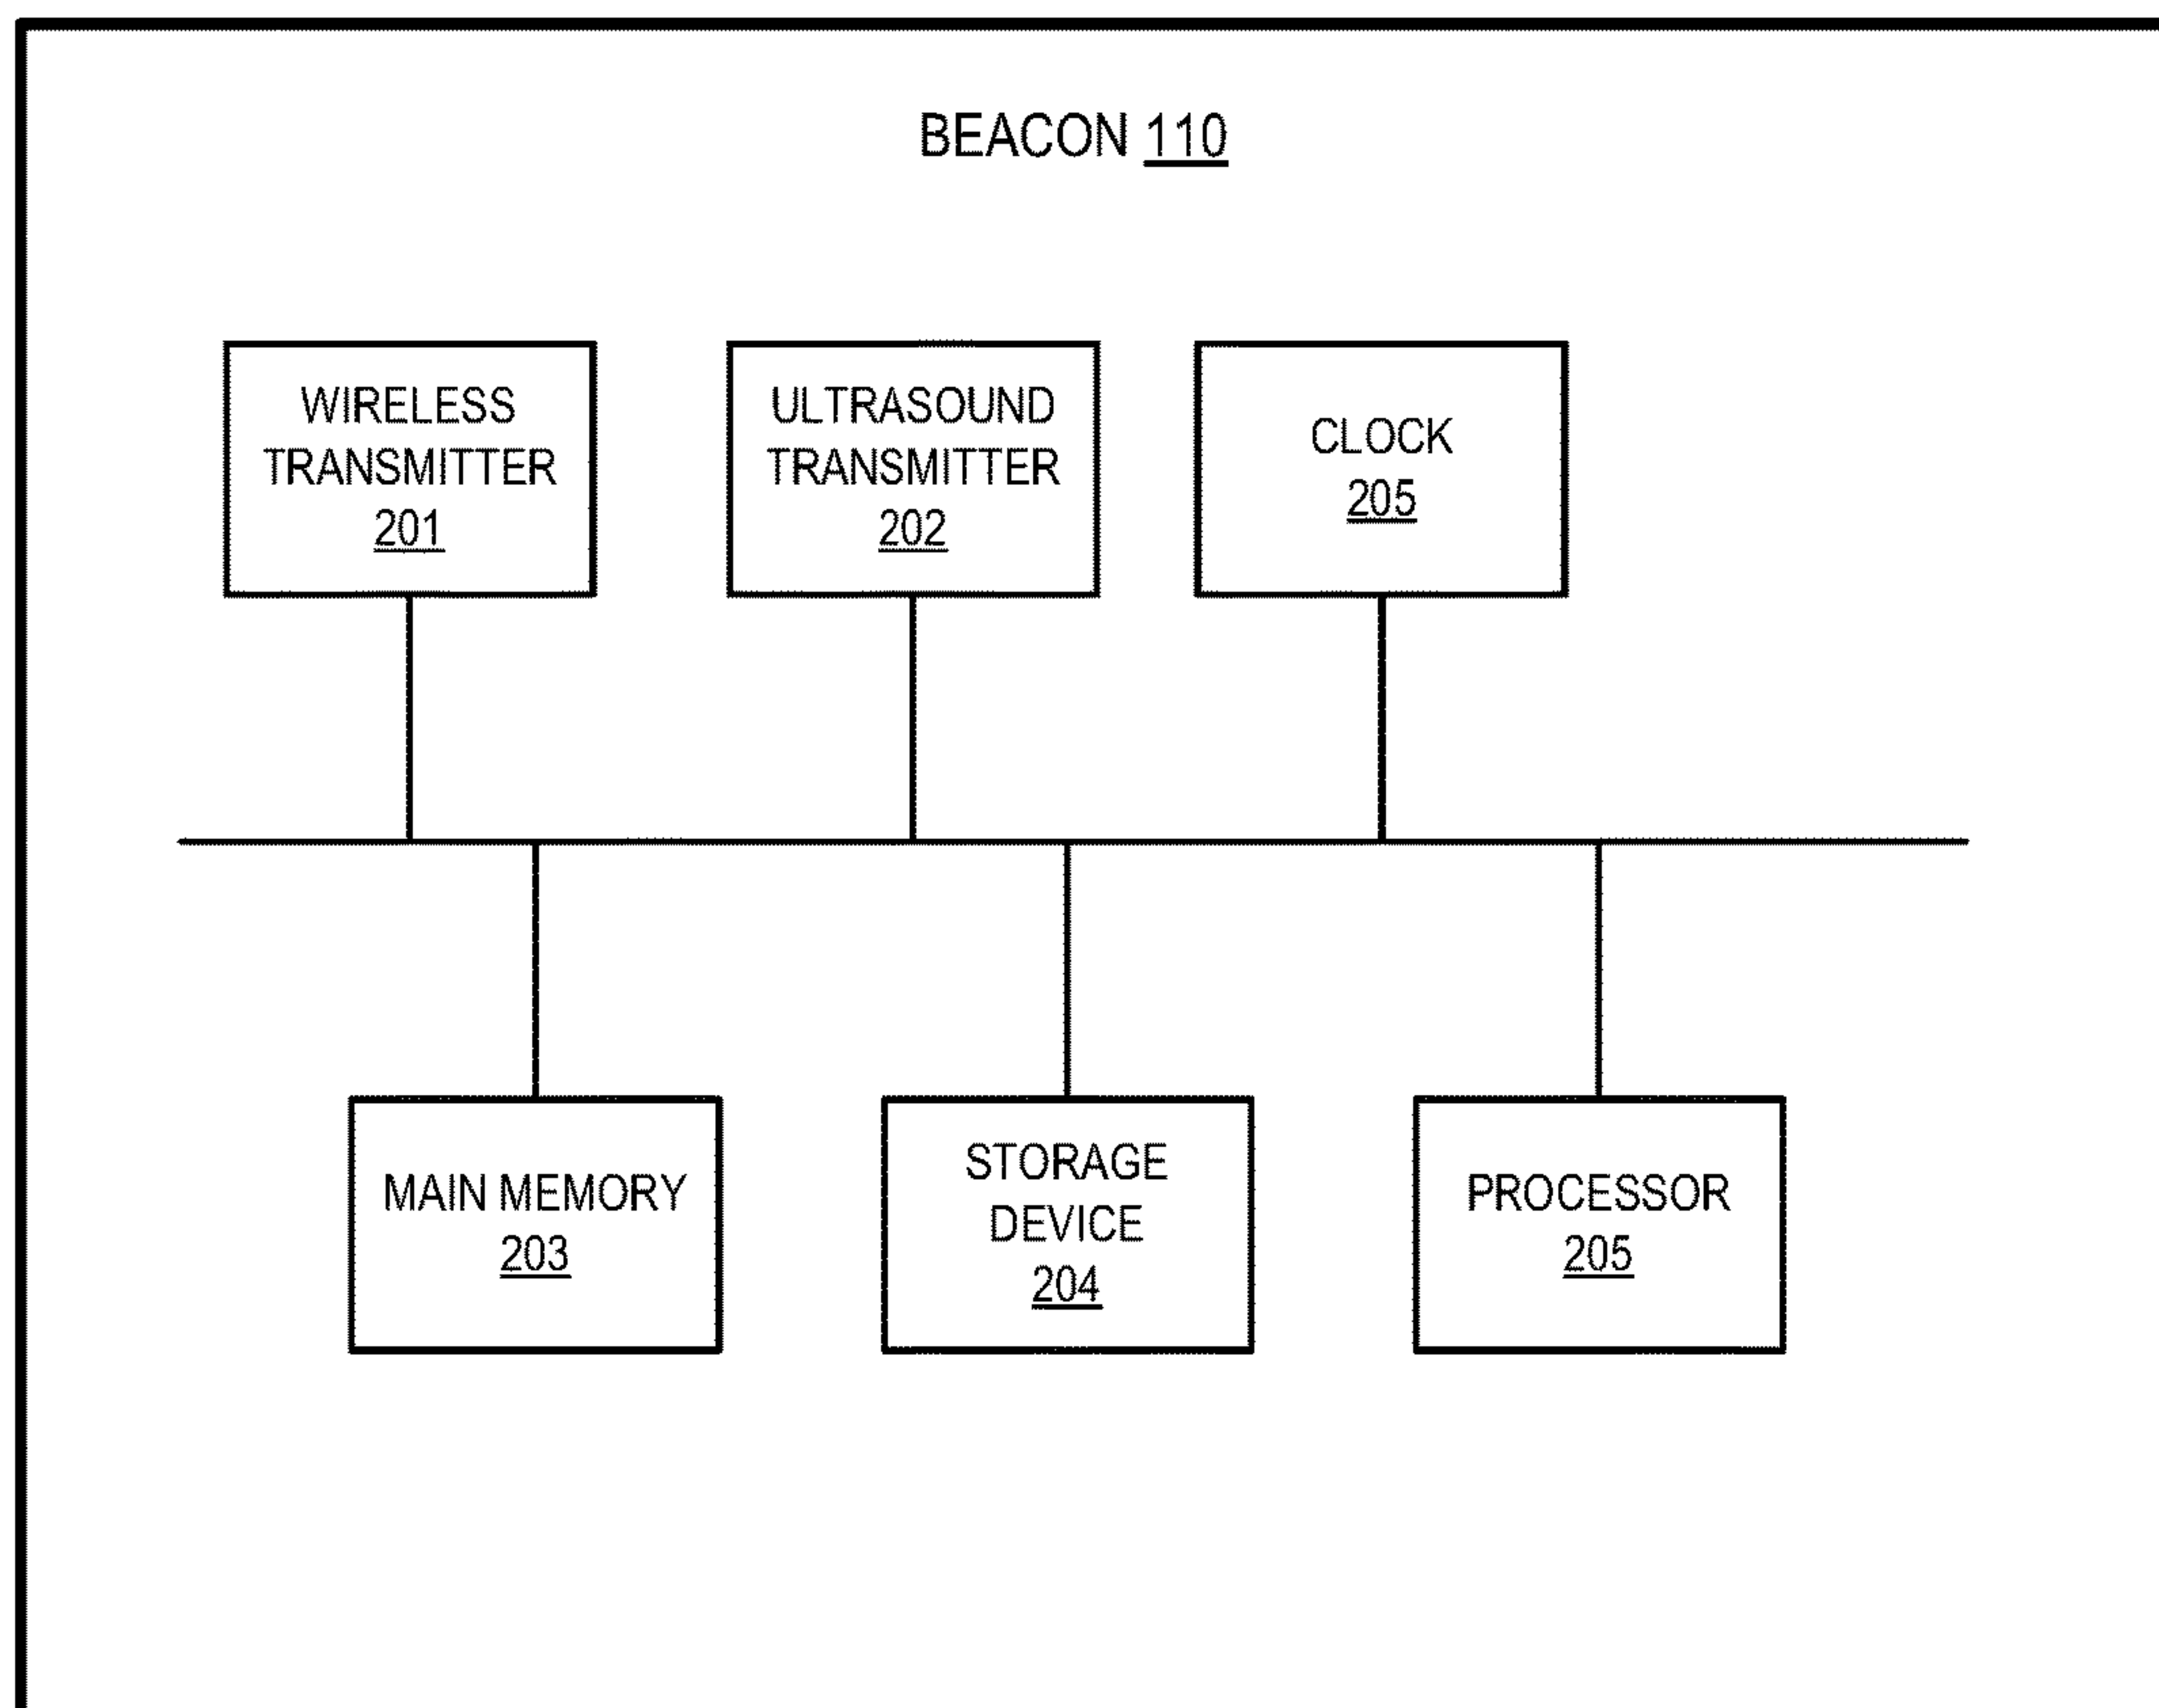 BEACON 110
WIRELESS
TRANSMITTER
201
ULTRASOUND
TRANSMITTER
202
CLOCK
205
MAIN MEMORY
203
STORAGE
DEVICE
204
PROCESSOR
205